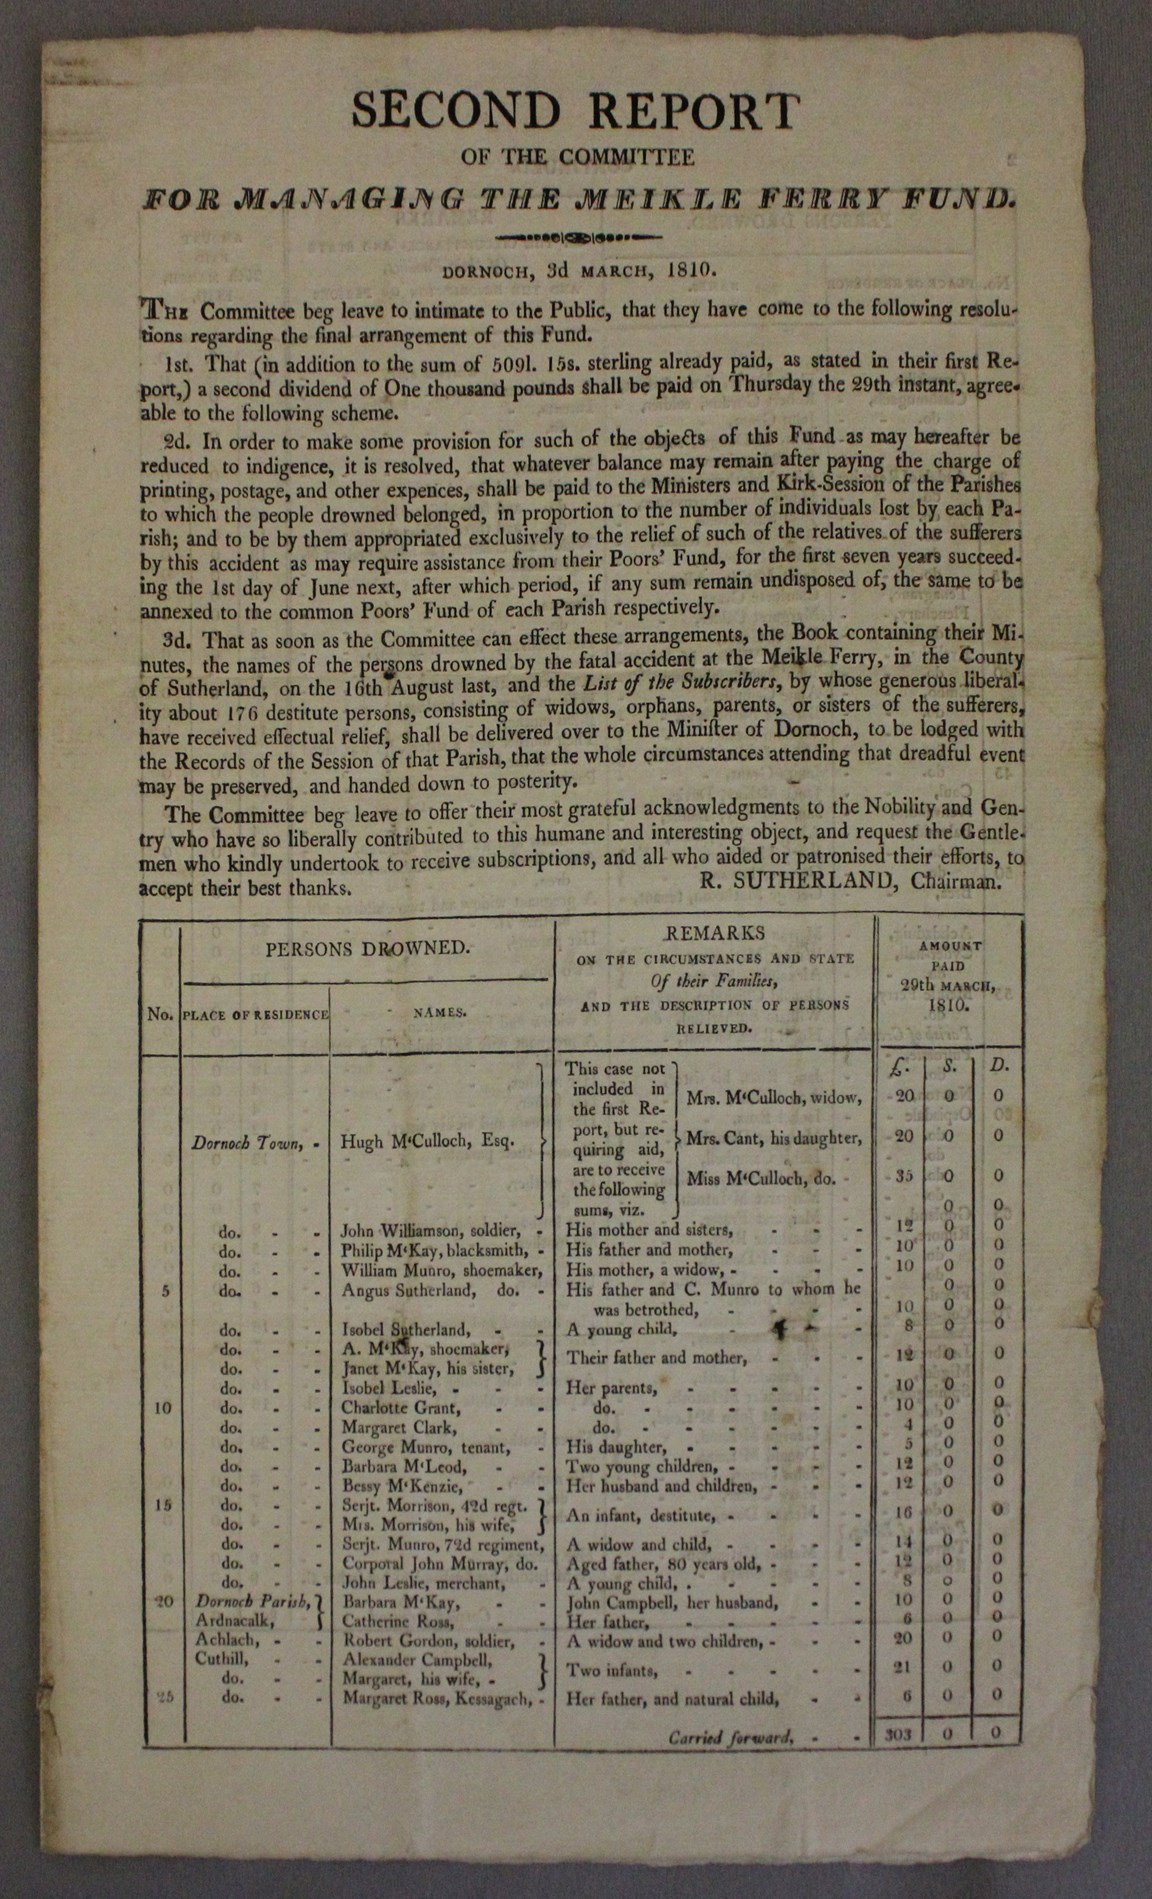 SECOND REPORT
OF THE COMMITTEE
FOR MANAGING THE MEIKLE FERRY FUND.
DORNOCH, 3d MARCH, 1810.
THE Committee beg leave to intimate to the Public, that they have come to the following resolu-
tions regarding the final arrangement of this Fund.
1st. That (in addition to the sum of 509l. 15s. sterling already paid, as stated in their first Re-
port,) a second dividend of One thousand pounds shall be paid on Thursday the 29th instant, agree-
able to the following scheme.
2d. In order to make some provision for such of the objects of this Fund as may hereafter be
reduced to indigence, it is resolved, that whatever balance may remain after paying the charge of
printing, postage, and other expences, shall be paid to the Ministers and Kirk-Session of the Parishes
to which the people drowned belonged, in proportion to the number of individuals lost by each Pa-
rish; and to be by them appropriated exclusively to the relief of such of the relatives of the sufferers
by this accident as may require assistance from their Poors' Fund, for the first seven years succeed-
ing the 1st day of June next, after which period, if any sum remain undisposed of, the same to be
annexed to the common Poors' Fund of each Parish respectively.
3d. That as soon as the Committee can effect these arrangements, the Book containing their Mi-
nutes, the names of the persons drowned by the fatal accident at the Meikle Ferry, in the County
of Sutherland, on the 16th August last, and the List of the Subscribers, by whose generous liberal-
ity about 176 destitute persons, consisting of widows, orphans, parents, or sisters of the sufferers,
have received effectual relief, shall be delivered over to the Minister of Dornoch, to be lodged with
the Records of the Session of that Parish, that the whole circumstances attending that dreadful event
may be preserved, and handed down to posterity.
The Committee beg leave to offer their most grateful acknowledgments to the Nobility and Gen-
try who have so liberally contributed to this humane and interesting object, and request the Gentle-
men who kindly undertook to receive subscriptions, and all who aided or patronised their efforts, to
accept their best thanks. R. SUTHERLAND, Chairman.
No. PERSONS DROWNED. PLACE OF RESIDENCE NAMES.
REMARKS
ON THE CIRCUMSTANCES AND STATE
Of their Families,
AND THE DESCRIPTION OF PERSONS
RELIEVED.
AMOUNT
PAID
29th MARCH,
1810.
£. S. D.
Dornoch Town, - Hugh M'Culloch, Esq.
This case not
included in
the first Re-
port, but re-
quiring aid,
are to receive
the following
sums, viz.
Mrs. M'Culloch, widow, 20 0 0
Mrs. Cant, his daughter, 20 0 0
Miss M'Culloch, do. - 35 0 0
0 0
do. - - John Williamson, soldier, - His mother and sisters, - - - 12 0 0
do. - - Philip M'Kay, blacksmith, - His father and mother, - - - 10 0 0
do. - - William Munro, shoemaker, His mother, a widow, - - - - 10 0 0
5 do. - - Angus Sutherland, do. - His father and C. Munro to whom he 0 0
was betrothed, - - - - 10 0 0
do. - - Isobel Sutherland, - - A young child, - - - 8 0 0
do. - - A. M'Kay, shoemaker,
do. - - Janet M'Kay, his sister, Their father and mother, - - - 12 0 0
do. - - Isobel Leslie, - - - Her parents, - - - - - 10 0 0
10 do. - - Charlotte Grant, - - do. - - - - - - 10 0 0
do. - - Margaret Clark, - - do. - - - - - - 4 0 0
do. - - George Munro, tenant, - His daughter, - - - - - 5 0 0
do. - - Barbara M'Leod, - - Two young children, - - - - 12 0 0
do. - - Bessy M'Kenzie, - - Her husband and children, - - - 12 0 0
15 do. - - Serjt. Morrison, 42d regt.
do. - - Mrs. Morrison, his wife, An infant, destitute, - - - - 16 0 0
do. - - Serjt. Munro, 72d regiment, A widow and child, - - - - 14 0 0
do. - - Corporal John Murray, do. Aged father, 80 years old, - - - 12 0 0
do. - - John Leslie, merchant, - A young child, - - - - - 8 0 0
20 Dornoch Parish, Barbara M'Kay, - - John Campbell, her husband, - - 10 0 0
Ardnacalk, Catherine Ross, - - Her father, - - - - - 6 0 0
Achlach, - - Robert Gordon, soldier, - A widow and two children, - - - 20 0 0
Cuthill, - - Alexander Campbell,
do. - - Margaret, his wife, - Two infants, - - - - - 21 0 0
25 do. - - Margaret Ross, Kessagach, - Her father, and natural child, - - 6 0 0
Carried forward, - - 303 0 0